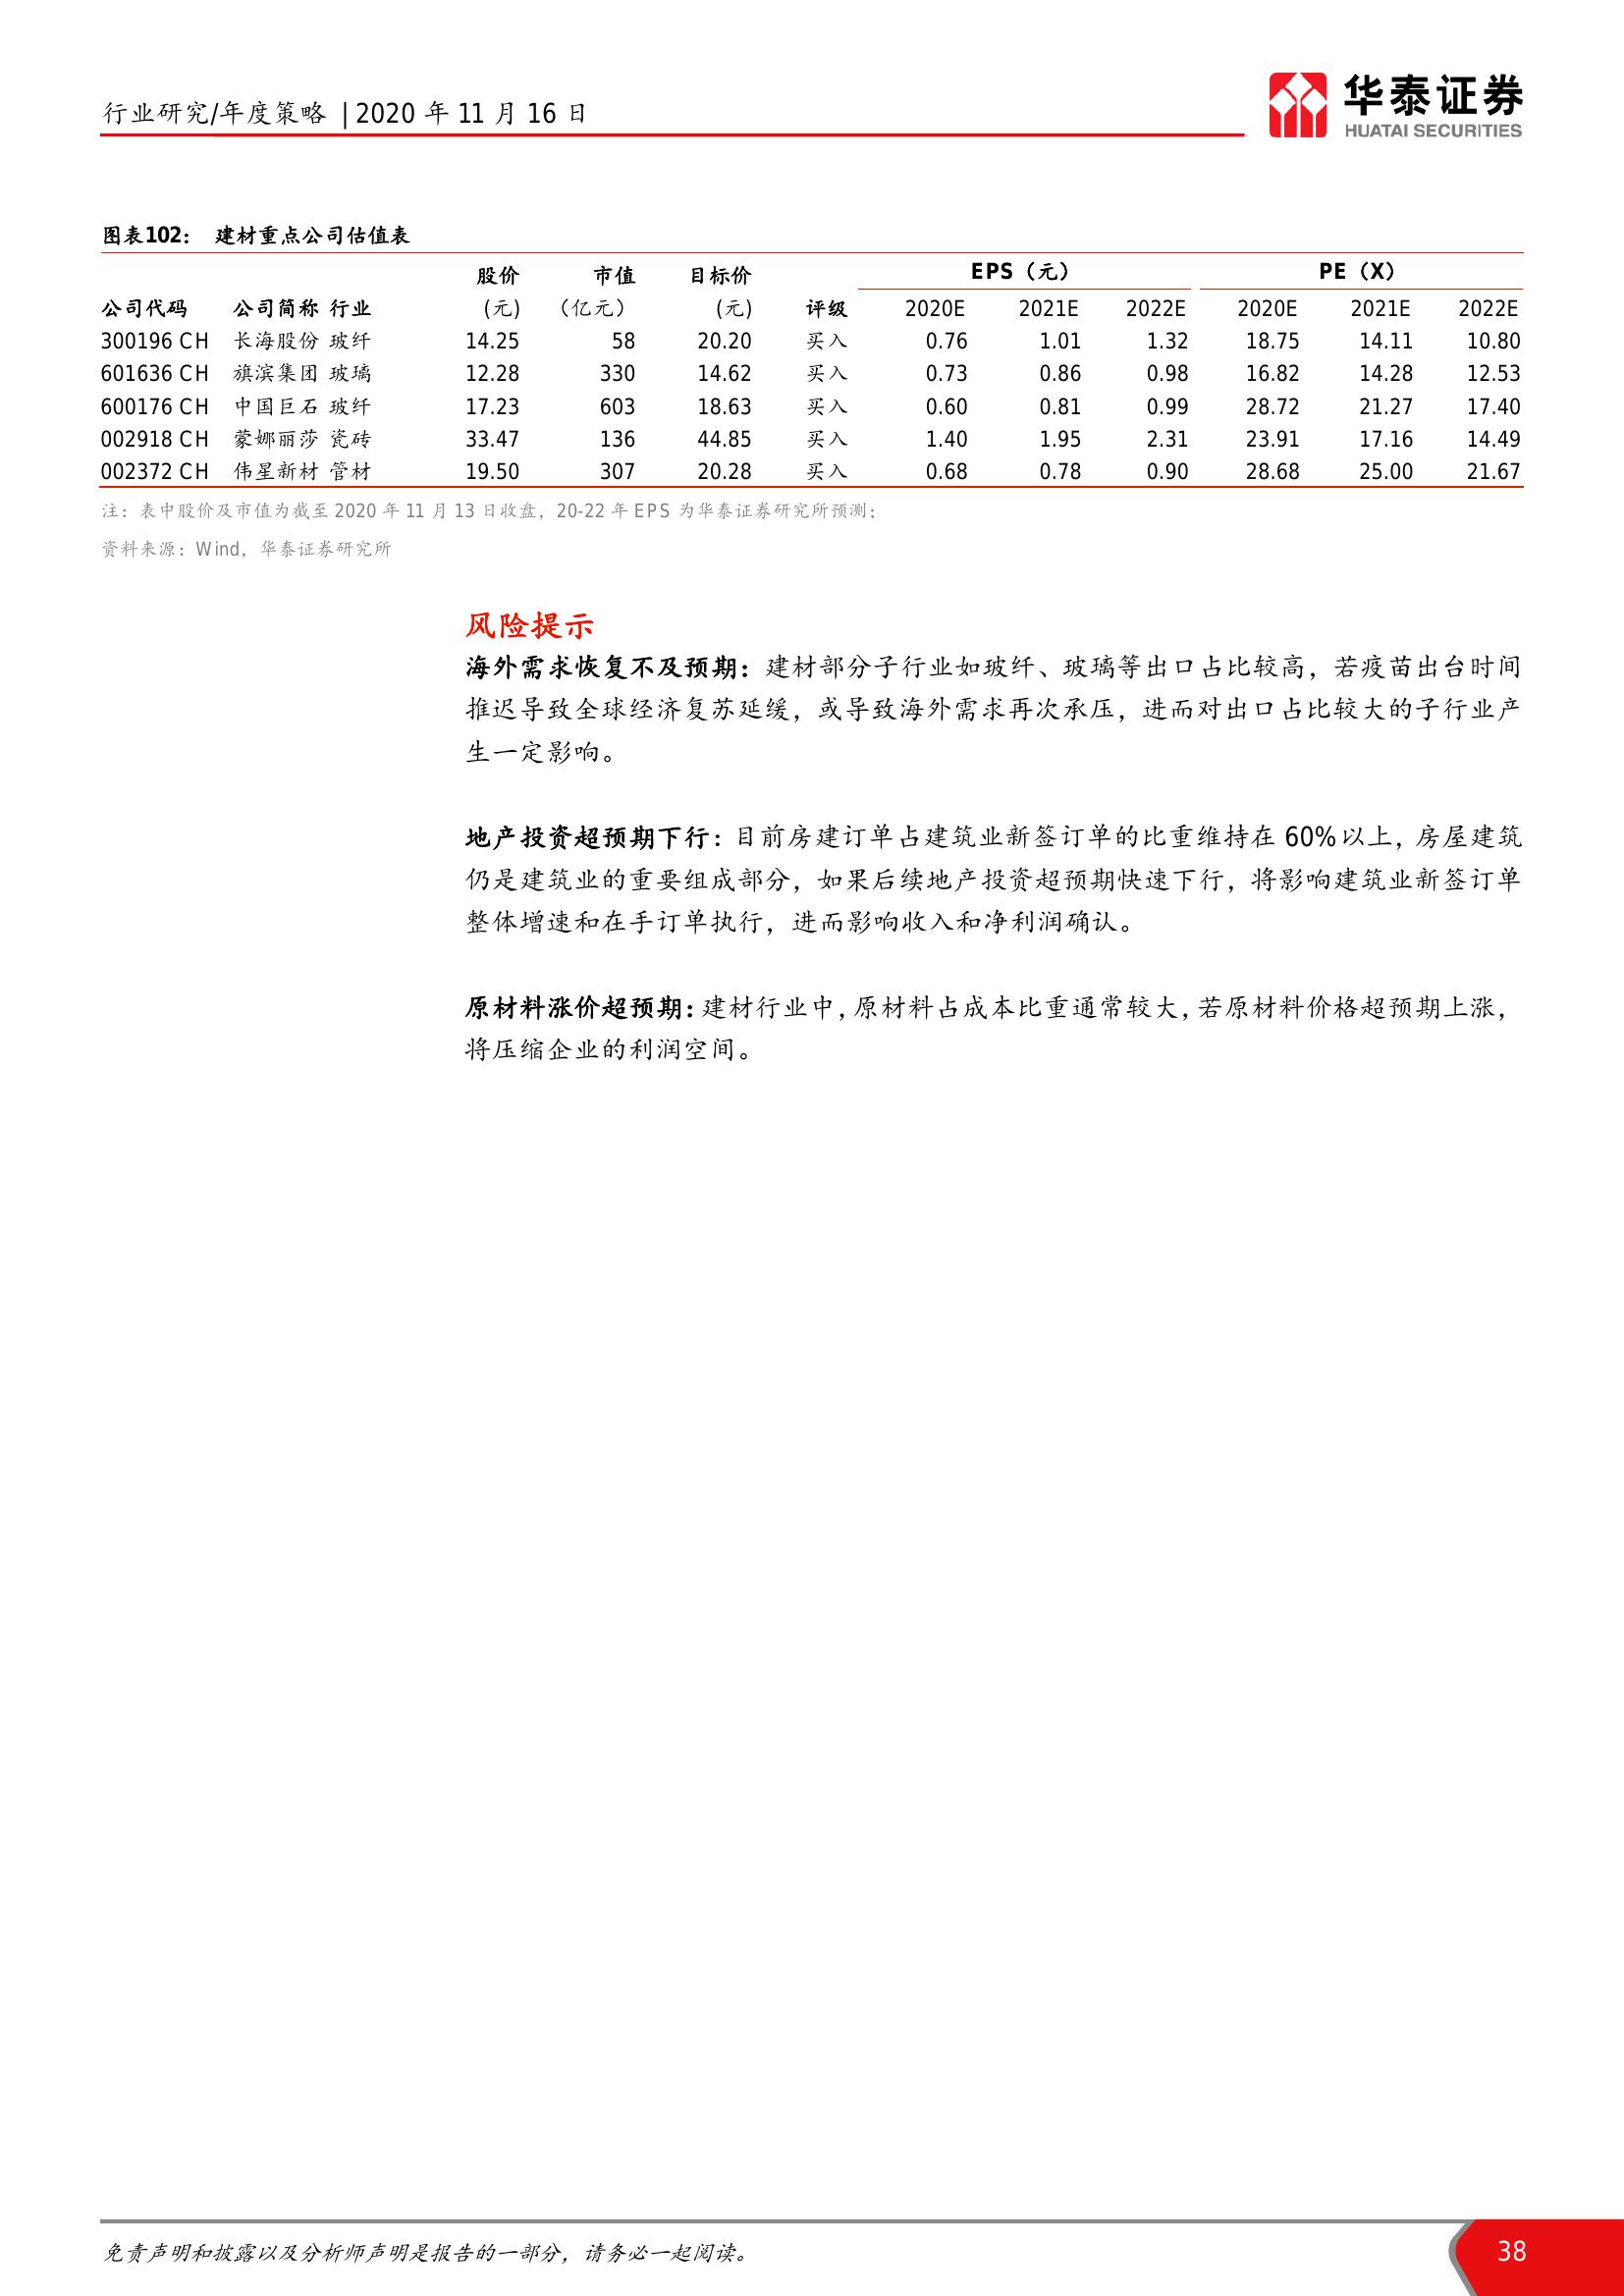 行业研究/年度策略 | 2020 年 11 月 16 日
华泰证券
HUATAI SECURITIES
图表102： 建材重点公司估值表
股价 市值 目标价 EPS（元） PE（X）
公司代码 公司简称 行业 (元) （亿元） (元) 评级 2020E 2021E 2022E 2020E 2021E 2022E
300196 CH 长海股份 玻纤 14.25 58 20.20 买入 0.76 1.01 1.32 18.75 14.11 10.80
601636 CH 旗滨集团 玻璃 12.28 330 14.62 买入 0.73 0.86 0.98 16.82 14.28 12.53
600176 CH 中国巨石 玻纤 17.23 603 18.63 买入 0.60 0.81 0.99 28.72 21.27 17.40
002918 CH 蒙娜丽莎 瓷砖 33.47 136 44.85 买入 1.40 1.95 2.31 23.91 17.16 14.49
002372 CH 伟星新材 管材 19.50 307 20.28 买入 0.68 0.78 0.90 28.68 25.00 21.67
注：表中股价及市值为截至 2020 年 11 月 13 日收盘，20-22 年 EPS 为华泰证券研究所预测；
资料来源：Wind，华泰证券研究所
风险提示
海外需求恢复不及预期：建材部分子行业如玻纤、玻璃等出口占比较高，若疫苗出台时间
推迟导致全球经济复苏延缓，或导致海外需求再次承压，进而对出口占比较大的子行业产
生一定影响。
地产投资超预期下行：目前房建订单占建筑业新签订单的比重维持在 60%以上，房屋建筑
仍是建筑业的重要组成部分，如果后续地产投资超预期快速下行，将影响建筑业新签订单
整体增速和在手订单执行，进而影响收入和净利润确认。
原材料涨价超预期：建材行业中，原材料占成本比重通常较大，若原材料价格超预期上涨，
将压缩企业的利润空间。
免责声明和披露以及分析师声明是报告的一部分，请务必一起阅读。
38